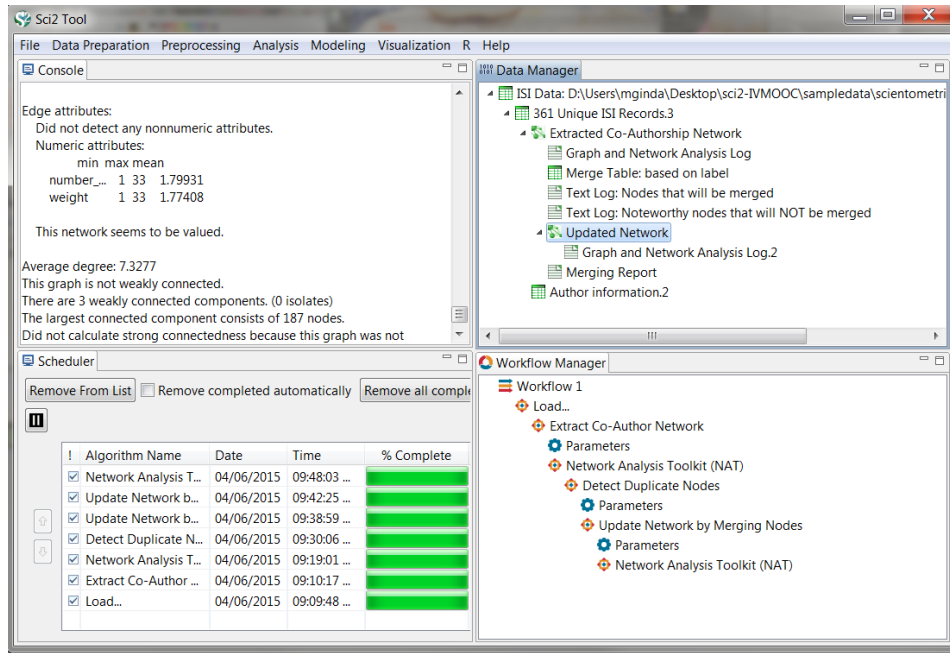 Sci2 Tool
File Data Preparation Preprocessing Analysis Modeling Visualization R Help
Console
Edge attributes:
Did not detect any nonnumeric attributes.
Numeric attributes:
min max mean
number_... 1 33 1.79931
weight 1 33 1.77408
This network seems to be valued.
Average degree: 7.3277
This graph is not weakly connected.
There are 3 weakly connected components. (0 isolates)
The largest connected component consists of 187 nodes.
Did not calculate strong connectedness because this graph was not
Data Manager
ISI Data: D:\Users\mginda\Desktop\sci2-IVMOOC\sampledata\scientometri
361 Unique ISI Records.3
Extracted Co-Authorship Network
Graph and Network Analysis Log
Merge Table: based on label
Text Log: Nodes that will be merged
Text Log: Noteworthy nodes that will NOT be merged
Updated Network
Graph and Network Analysis Log.2
Merging Report
Author information.2
Scheduler
Remove From List Remove completed automatically Remove all comple
! Algorithm Name Date Time % Complete
Network Analysis T... 04/06/2015 09:48:03 ...
Update Network b... 04/06/2015 09:42:25 ...
Update Network b... 04/06/2015 09:38:59 ...
Detect Duplicate N... 04/06/2015 09:30:06 ...
Network Analysis T... 04/06/2015 09:19:01 ...
Extract Co-Author ... 04/06/2015 09:10:17 ...
Load... 04/06/2015 09:09:48 ...
Workflow Manager
Workflow 1
Load...
Extract Co-Author Network
Parameters
Network Analysis Toolkit (NAT)
Detect Duplicate Nodes
Parameters
Update Network by Merging Nodes
Parameters
Network Analysis Toolkit (NAT)